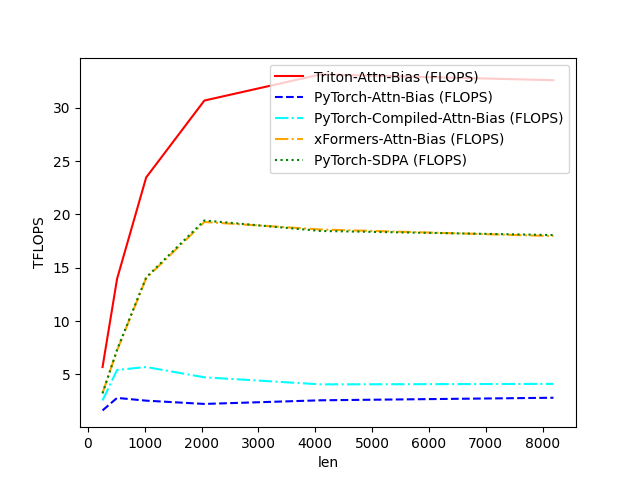 Triton-Attn-Bias (FLOPS)
PyTorch-Attn-Bias (FLOPS)
PyTorch-Compiled-Attn-Bias (FLOPS)
xFormers-Attn-Bias (FLOPS)
PyTorch-SDPA (FLOPS)
TFLOPS
30
25
20
15
10
5
0 1000 2000 3000 4000 5000 6000 7000 8000
len